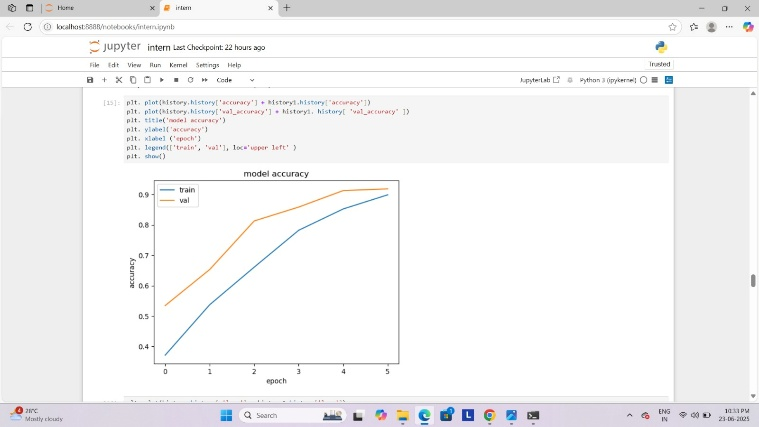 Home
intern
localhost:8888/notebooks/intern.ipynb
jupyter intern Last Checkpoint: 22 hours ago
File Edit View Run Kernel Settings Help
Trusted
Code
JupyterLab
Python 3 (ipykernel)
[15]:
plt. plot(history.history['accuracy'] + history1.history['accuracy'])
plt. plot(history.history['val_accuracy'] + history1. history[ 'val_accuracy' ])
plt. title('model accuracy')
plt. ylabel('accuracy')
plt. xlabel ('epoch')
plt. legend(['train', 'val'], loc='upper left' )
plt. show()
model accuracy
train
val
0.9
0.8
0.7
0.6
0.5
0.4
accuracy
0 1 2 3 4 5
epoch
4
28°C
Mostly cloudy
Search
L
ENG
IN
10:33 PM
23-06-2025